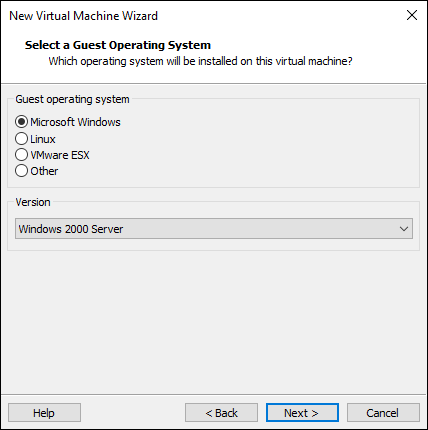 New Virtual Machine Wizard
Select a Guest Operating System
Which operating system will be installed on this virtual machine?
Guest operating system
Microsoft Windows
Linux
VMware ESX
Other
Version
Windows 2000 Server
Help
< Back
Next >
Cancel